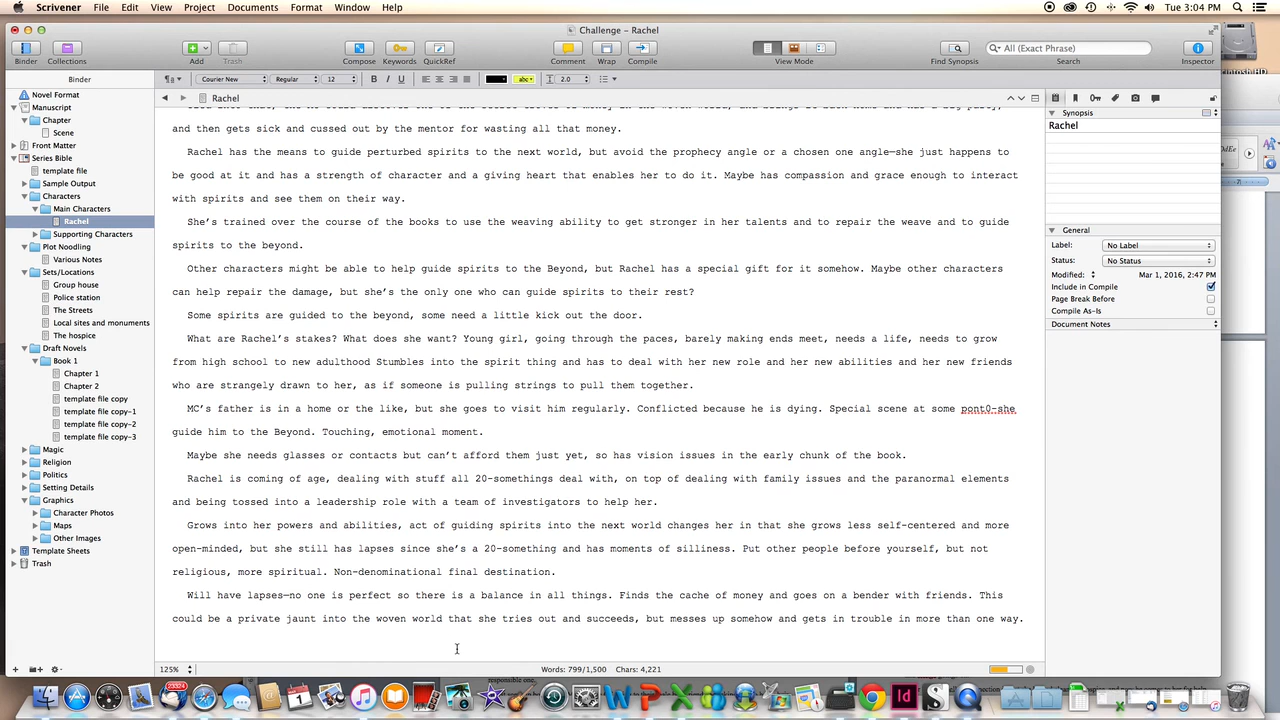 Scrivener File Edit View Project Documents Format Window Help Tue 3:04 PM
Challenge - Rachel
Binder Collections Add Trash Compose Keywords QuickRef Comment Wrap Compile View Mode Find Synopsis All (Exact Phrase) Inspector
Binder Courier New Regular 12 B I U abc 2.0
Rachel
Novel Format
Manuscript
Chapter
Scene
Front Matter
Series Bible
template file
Sample Output
Characters
Main Characters
Rachel
Supporting Characters
Plot Noodling
Various Notes
Sets/Locations
Group house
Police station
The Streets
Local sites and monuments
The hospice
Draft Novels
Book 1
Chapter 1
Chapter 2
template file copy
template file copy-1
template file copy-2
template file copy-3
Magic
Religion
Politics
Setting Details
Graphics
Character Photos
Maps
Other Images
Template Sheets
Trash
and then gets sick and cussed out by the mentor for wasting all that money.
Rachel has the means to guide perturbed spirits to the next world, but avoid the prophecy angle or a chosen one angle—she just happens to
be good at it and has a strength of character and a giving heart that enables her to do it. Maybe has compassion and grace enough to interact
with spirits and see them on their way.
She's trained over the course of the books to use the weaving ability to get stronger in her talents and to repair the weave and to guide
spirits to the beyond.
Other characters might be able to help guide spirits to the Beyond, but Rachel has a special gift for it somehow. Maybe other characters
can help repair the damage, but she's the only one who can guide spirits to their rest?
Some spirits are guided to the beyond, some need a little kick out the door.
What are Rachel's stakes? What does she want? Young girl, going through the paces, barely making ends meet, needs a life, needs to grow
from high school to new adulthood Stumbles into the spirit thing and has to deal with her new role and her new abilities and her new friends
who are strangely drawn to her, as if someone is pulling strings to pull them together.
MC's father is in a home or the like, but she goes to visit him regularly. Conflicted because he is dying. Special scene at some pont0-she
guide him to the Beyond. Touching, emotional moment.
Maybe she needs glasses or contacts but can't afford them just yet, so has vision issues in the early chunk of the book.
Rachel is coming of age, dealing with stuff all 20-somethings deal with, on top of dealing with family issues and the paranormal elements
and being tossed into a leadership role with a team of investigators to help her.
Grows into her powers and abilities, act of guiding spirits into the next world changes her in that she grows less self-centered and more
open-minded, but she still has lapses since she's a 20-something and has moments of silliness. Put other people before yourself, but not
religious, more spiritual. Non-denominational final destination.
Will have lapses—no one is perfect so there is a balance in all things. Finds the cache of money and goes on a bender with friends. This
could be a private jaunt into the woven world that she tries out and succeeds, but messes up somehow and gets in trouble in more than one way.
125% Words: 799/1,500 Chars: 4,221
Synopsis
Rachel
General
Label: No Label
Status: No Status
Modified: Mar 1, 2016, 2:47 PM
Include in Compile
Page Break Before
Compile As-Is
Document Notes
responsible one.
23324